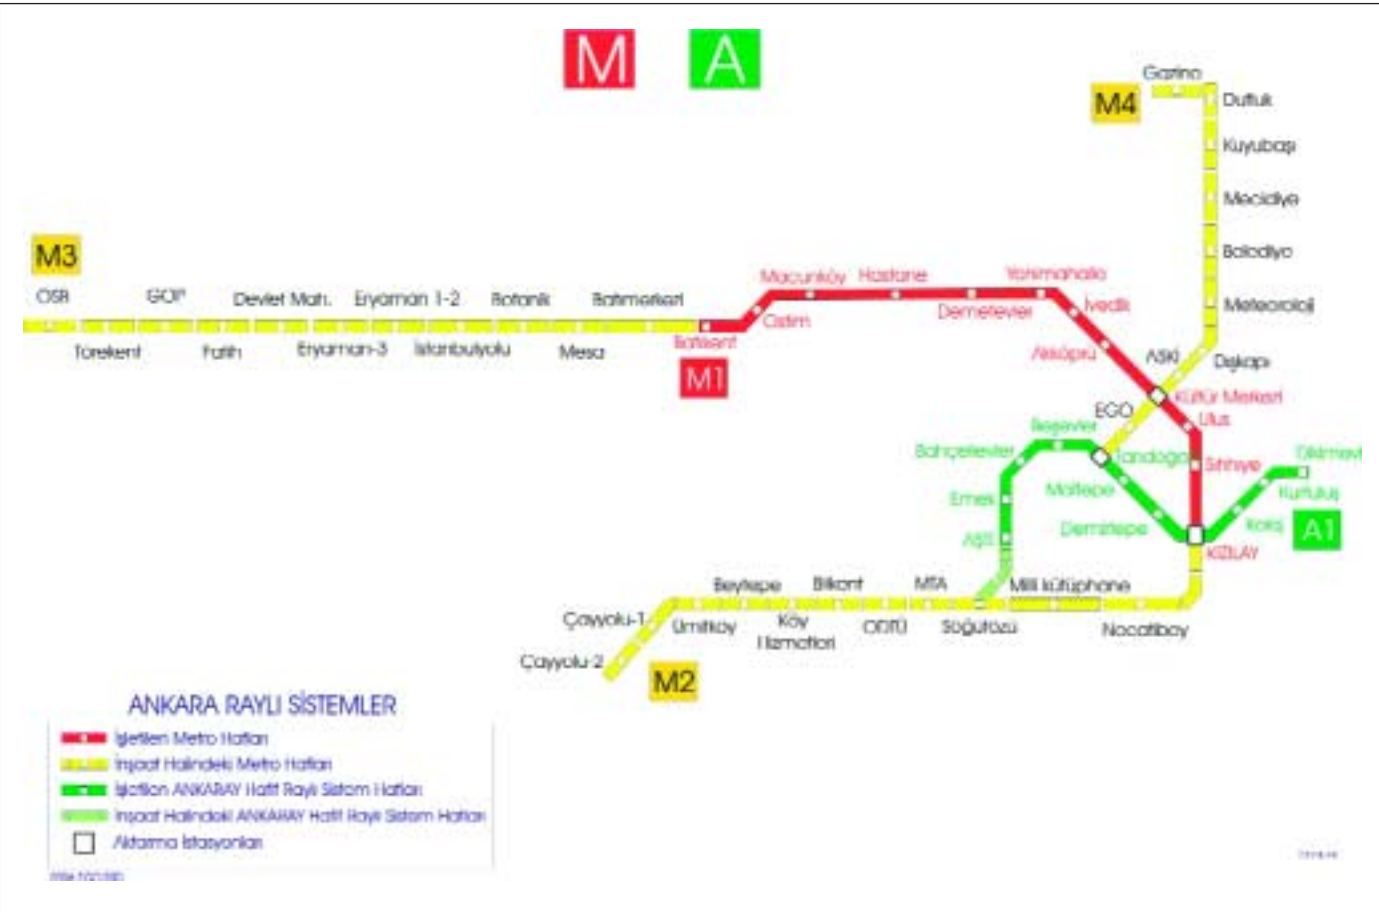 M A
Gazino
M4
Dutluk
Kuyubaşı
Mecidiye
Belediye
Meteoroloji
Dışkapı
M3
OSB
GOP
Devlet Mah.
Eryaman 1-2
Botanik
Batımerkez
Törekent
Fatih
Eryaman-3
İstanbulyolu
Mesa
Batıkent
M1
Macunköy
Hastane
Yenimahalle
Ostim
Demetevler
İvedik
Akköprü
ASKİ
Kültür Merkezi
EGO
Ulus
Beşevler
Bahçelievler
Tandoğa
Sıhhıye
Dikimevi
Emek
Maltepe
Kurtuluş
AŞTİ
Demirtepe
Kolej
A1
KIZILAY
Beytepe
Bilkent
MTA
Milli kütüphane
Çayyolu-1
Ümitköy
Köy
Hizmetleri
ODTÜ
Söğütözü
Necatibey
Çayyolu-2
M2
ANKARA RAYLI SİSTEMLER
İşletilen Metro Hatları
İnşaat Halindeki Metro Hatları
İşletilen ANKARAY Hafif Raylı Sistem Hatları
İnşaat Halindeki ANKARAY Hafif Raylı Sistem Hatları
Aktarma İstasyonları